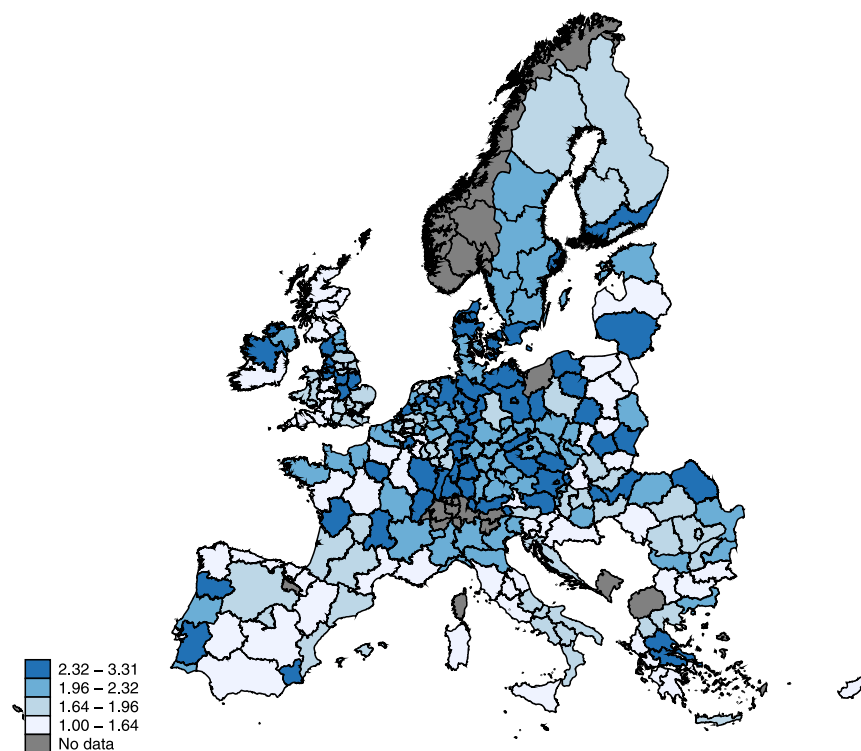 2.32 – 3.31
1.96 – 2.32
1.64 – 1.96
1.00 – 1.64
No data